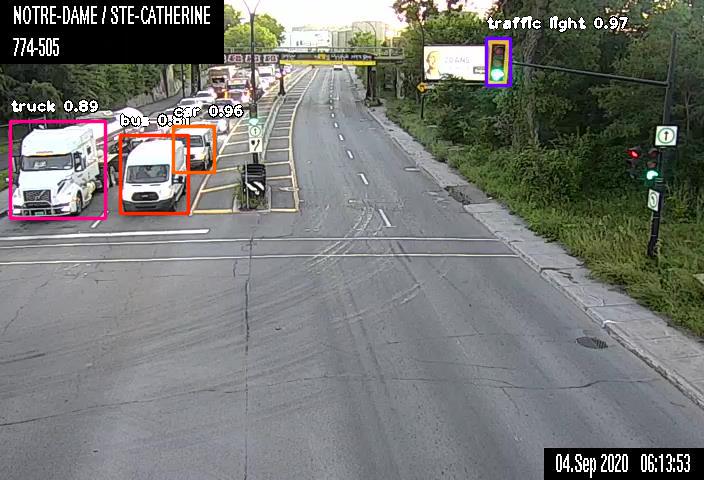 NOTRE-DAME / STE-CATHERINE
774-505
traffic light 0.97
truck 0.89
car 0.96
04.Sep 2020 06:13:53